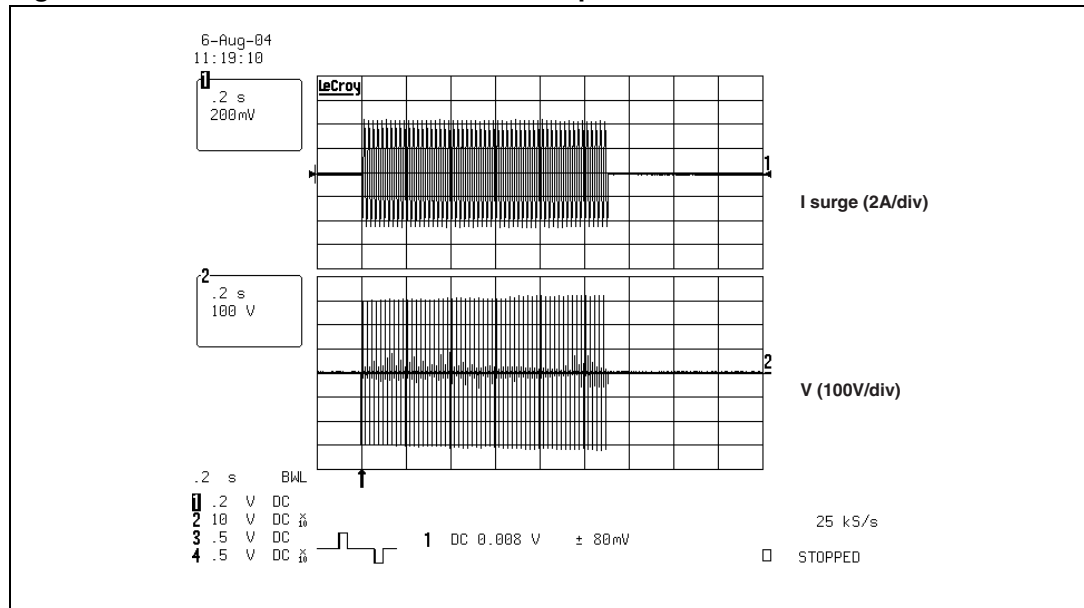 6-Aug-04
11:19:10
1
.2 s
200mV
LeCroy
1
I surge (2A/div)
2
.2 s
100 V
2
V (100V/div)
.2 s BWL
1 .2 V DC
2 10 V DC x10
3 .5 V DC
4 .5 V DC x10
1 DC 0.008 V ± 80mV
25 kS/s
STOPPED